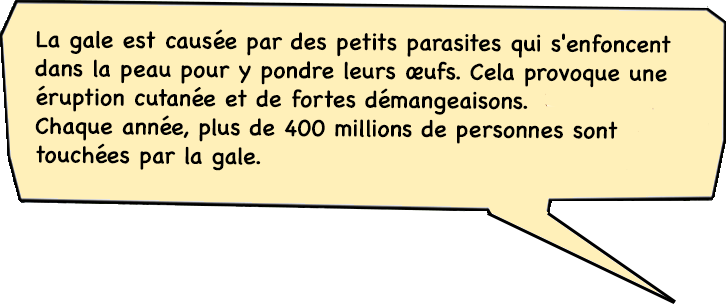 La gale est causée par des petits parasites qui s'enfoncent
dans la peau pour y pondre leurs œufs. Cela provoque une
éruption cutanée et de fortes démangeaisons.
Chaque année, plus de 400 millions de personnes sont
touchées par la gale.